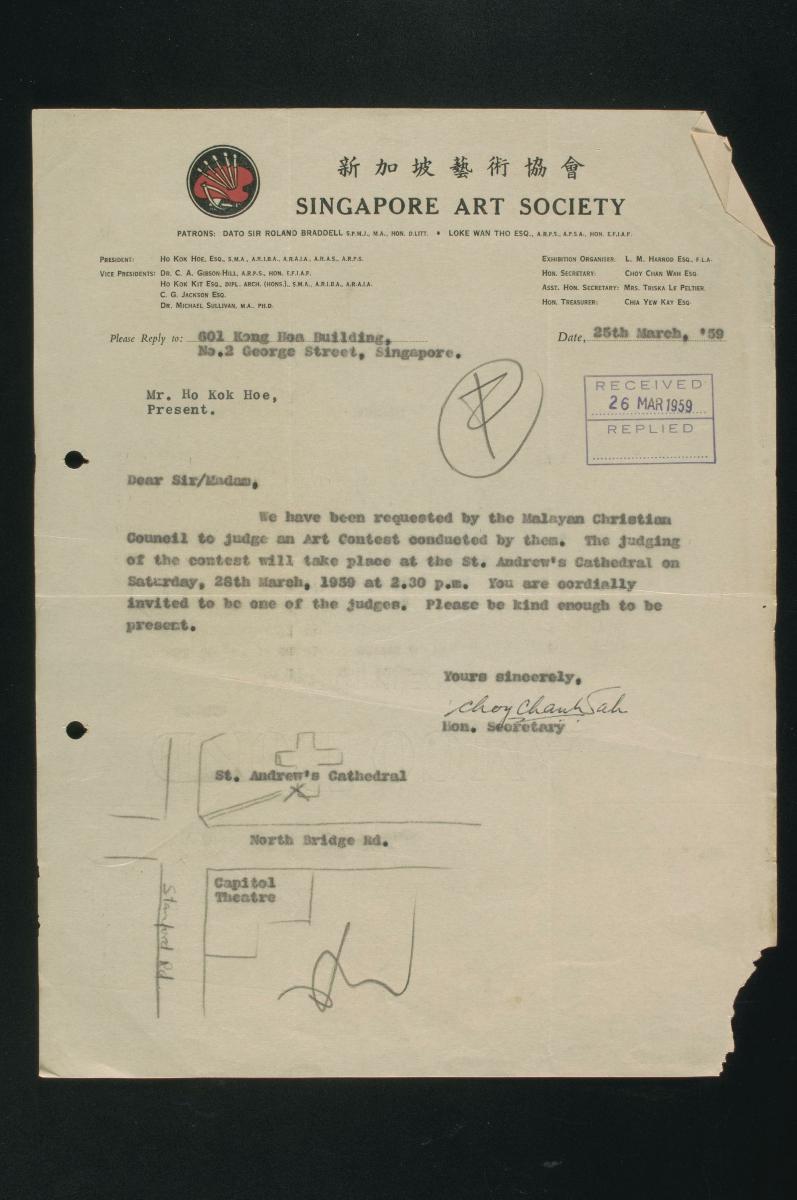 新加坡藝術協會
SINGAPORE ART SOCIETY
PATRONS: DATO SIR ROLAND BRADDELL S.P.M.J., M.A., HON. D.LITT. • LOKE WAN THO ESQ., A.R.P.S., A.P.S.A., HON. E.F.I.A.P.
PRESIDENT: HO KOK HOE, ESQ., S.M.A., A.R.I.B.A., A.R.A.I.A., A.R.A.S., A.R.P.S.
VICE PRESIDENTS: DR. C. A. GIBSON-HILL, A.R.P.S., HON. E.F.I.A.P.
HO KOK KIT ESQ., DIPL. ARCH. (HONS.), S.M.A., A.R.I.B.A., A.R.A.I.A.
C. G. JACKSON ESQ.
DR. MICHAEL SULLIVAN, M.A., PH.D.
EXHIBITION ORGANISER: L. M. HARROD ESQ., F.L.A.
HON. SECRETARY: CHOY CHAN WAH ESQ.
ASST. HON. SECRETARY: MRS. TRISKA LE PELTIER.
HON. TREASURER: CHIA YEW KAY ESQ.
Please Reply to: 601 Kong Hoa Building,
No.2 George Street, Singapore.
Date, 25th March, '59
Mr. Ho Kok Hoe,
Present.
RECEIVED
26 MAR 1959
REPLIED
Dear Sir/Madam,
We have been requested by the Malayan Christian
Council to judge an Art Contest conducted by them. The judging
of the contest will take place at the St. Andrew's Cathedral on
Saturday, 28th March, 1959 at 2.30 p.m. You are cordially
invited to be one of the judges. Please be kind enough to be
present.
Yours sincerely,
Choy Chan Wah
Hon. Secretary
St. Andrew's Cathedral
North Bridge Rd.
Capitol
Theatre
Stamford Rd